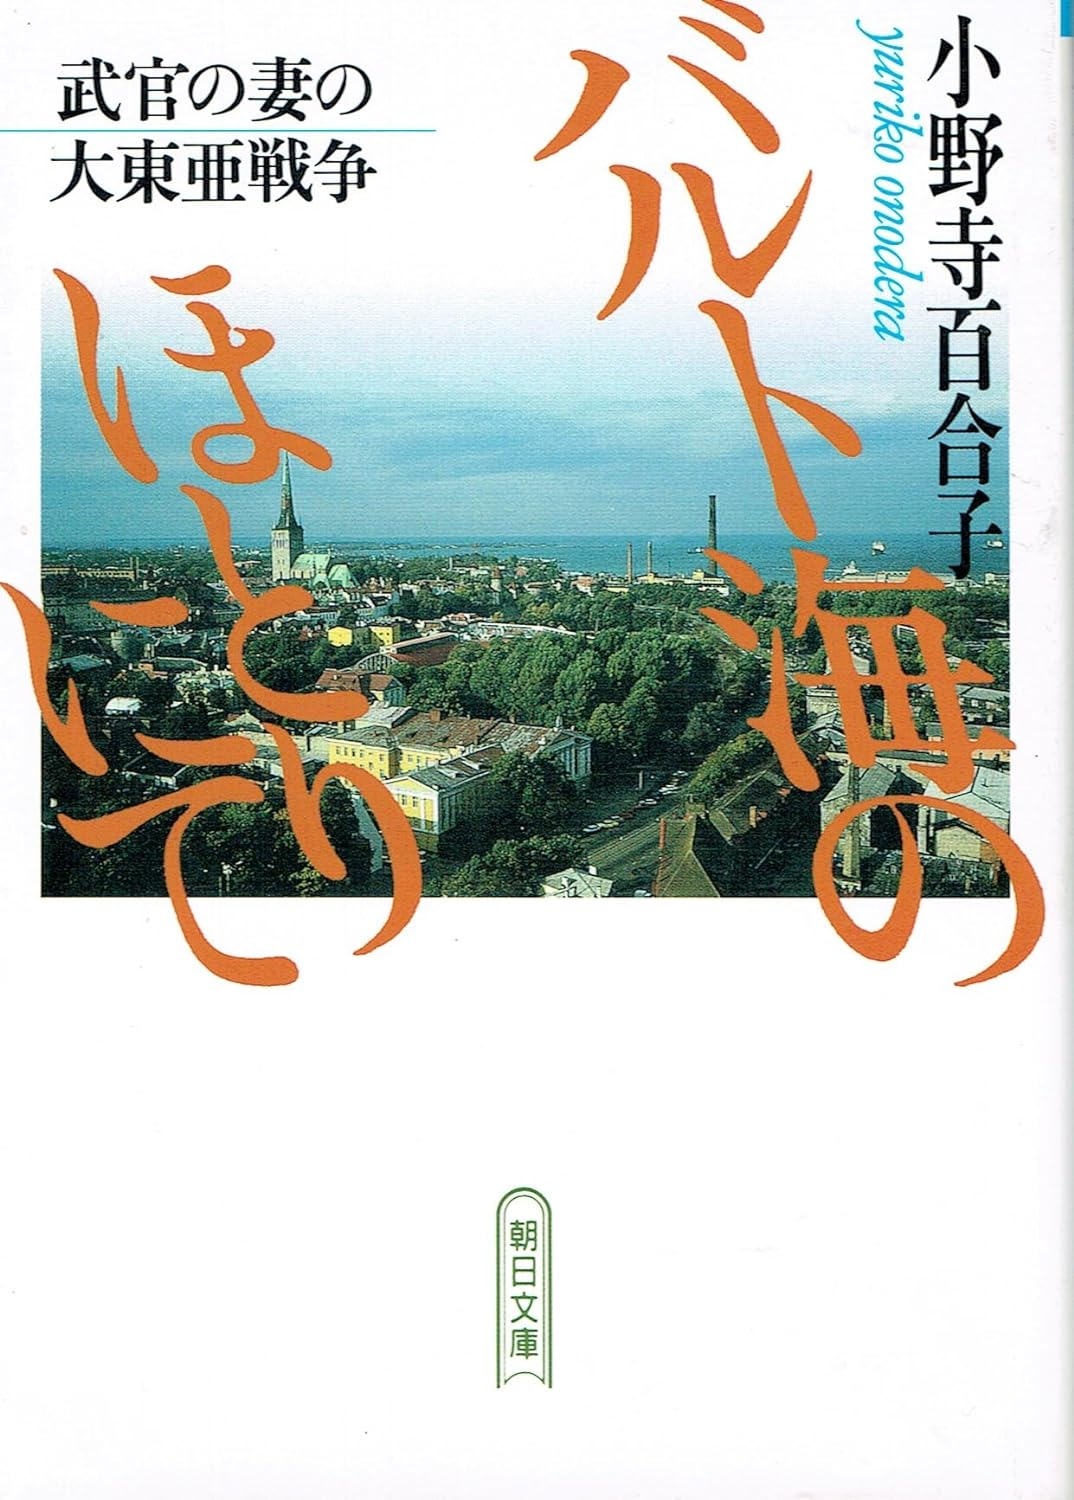 小野寺百合子
yuriko onodera
バルト海の
ほとりにて
武官の妻の
大東亜戦争
朝日文庫